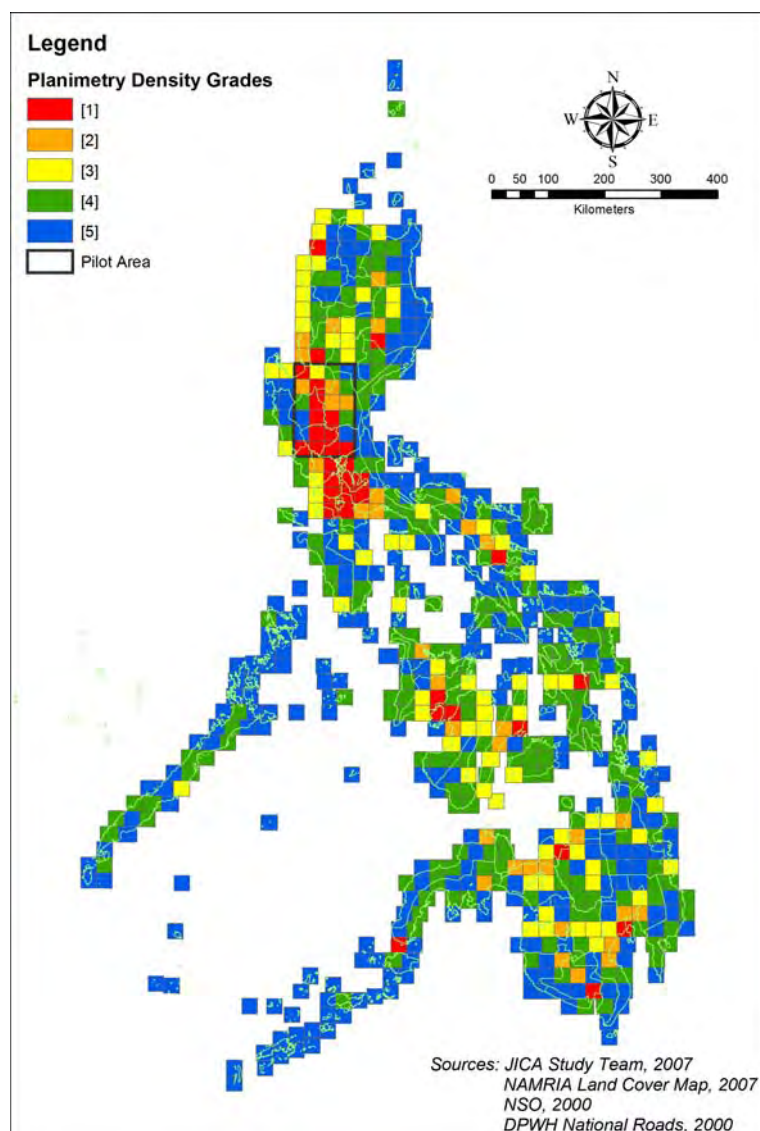 Legend
Planimetry Density Grades
[1]
[2]
[3]
[4]
[5]
Pilot Area
N
W E
S
0 50 100 200 300 400
Kilometers
Sources: JICA Study Team, 2007
NAMRIA Land Cover Map, 2007
NSO, 2000
DPWH National Roads, 2000